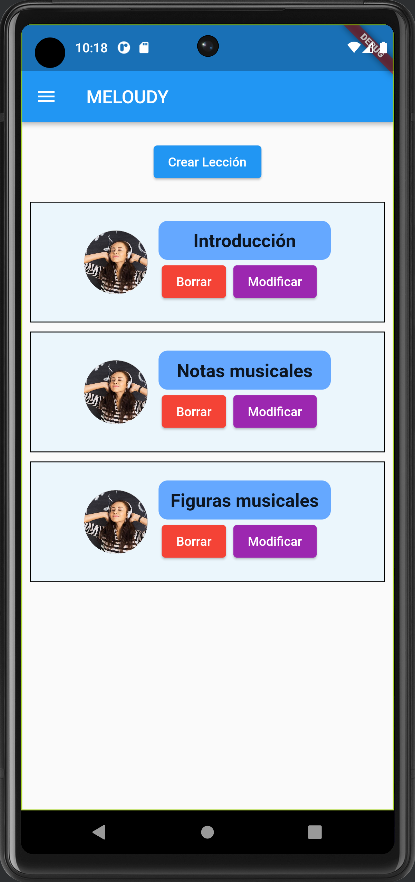 10:18
DEBUG
MELOUDY
Crear Lección
Introducción
Borrar Modificar
Notas musicales
Borrar Modificar
Figuras musicales
Borrar Modificar